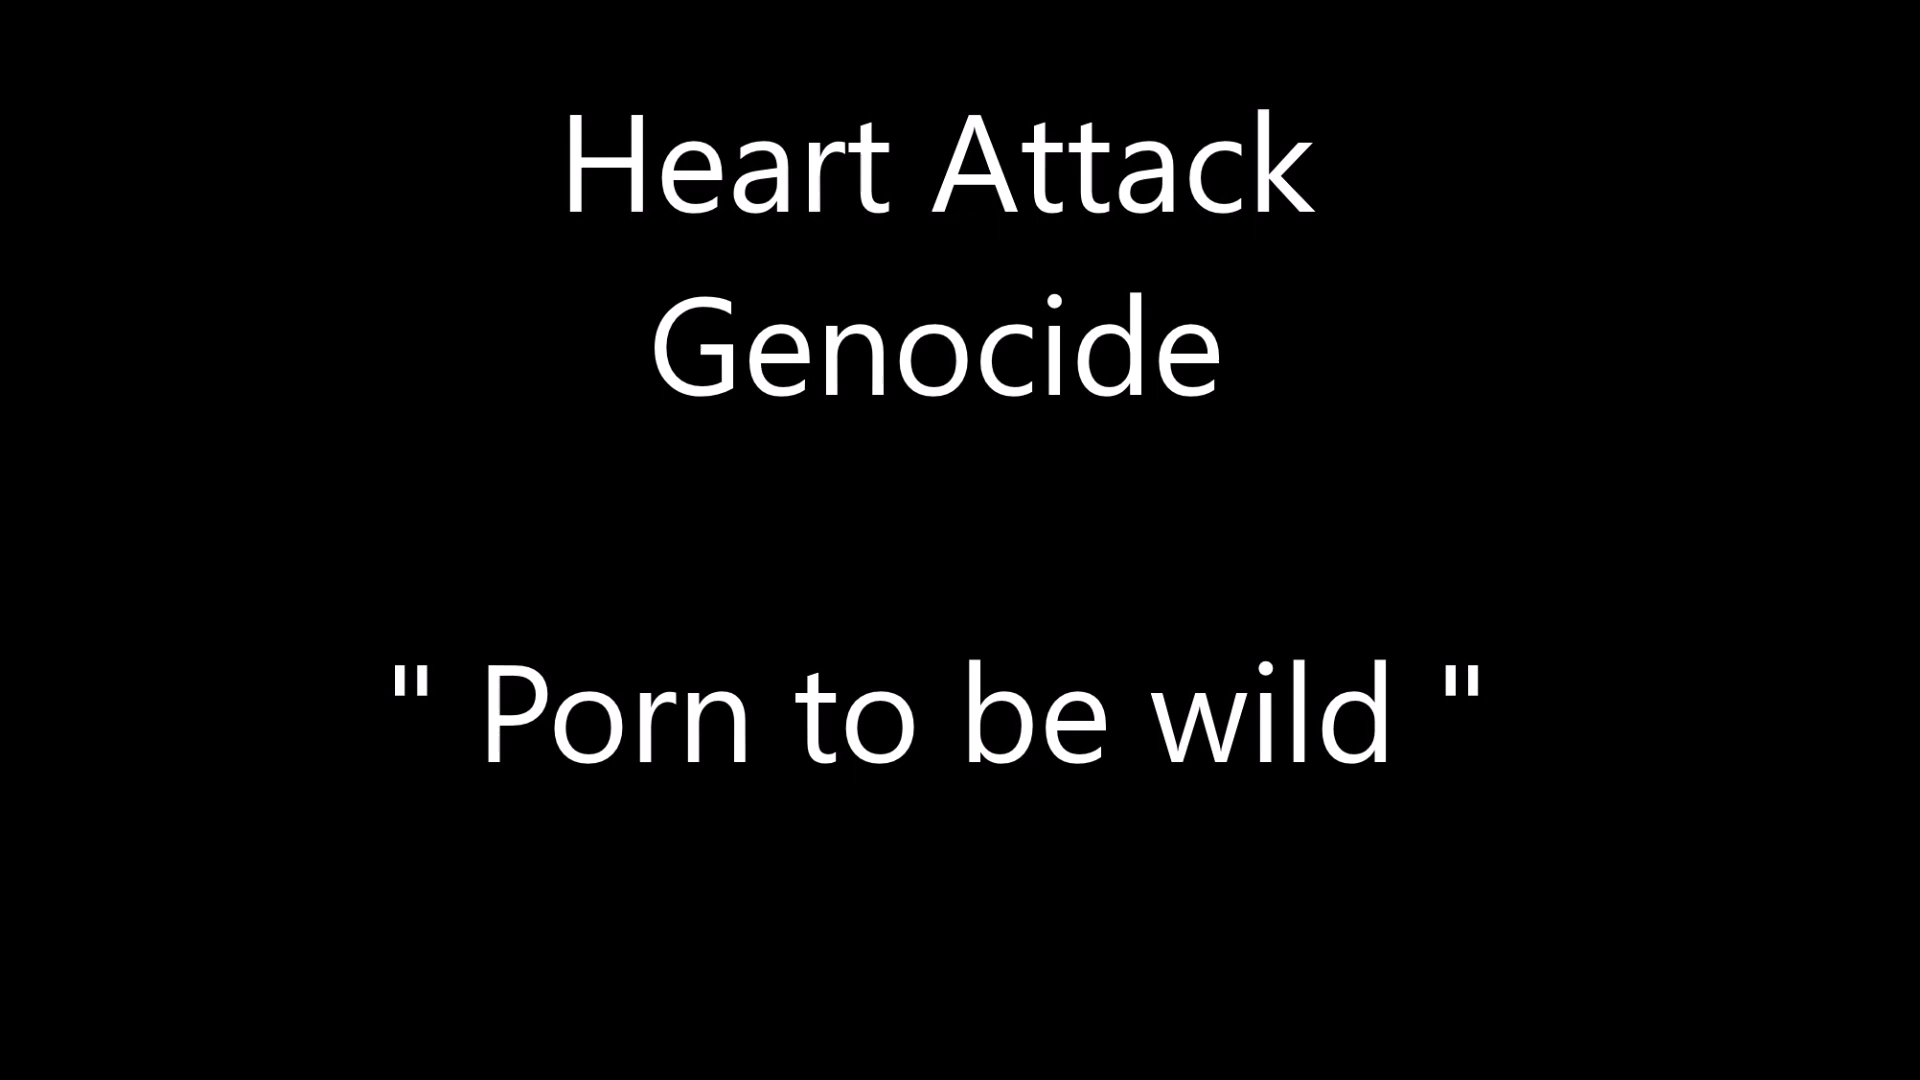 Heart Attack
Genocide
" Porn to be wild "